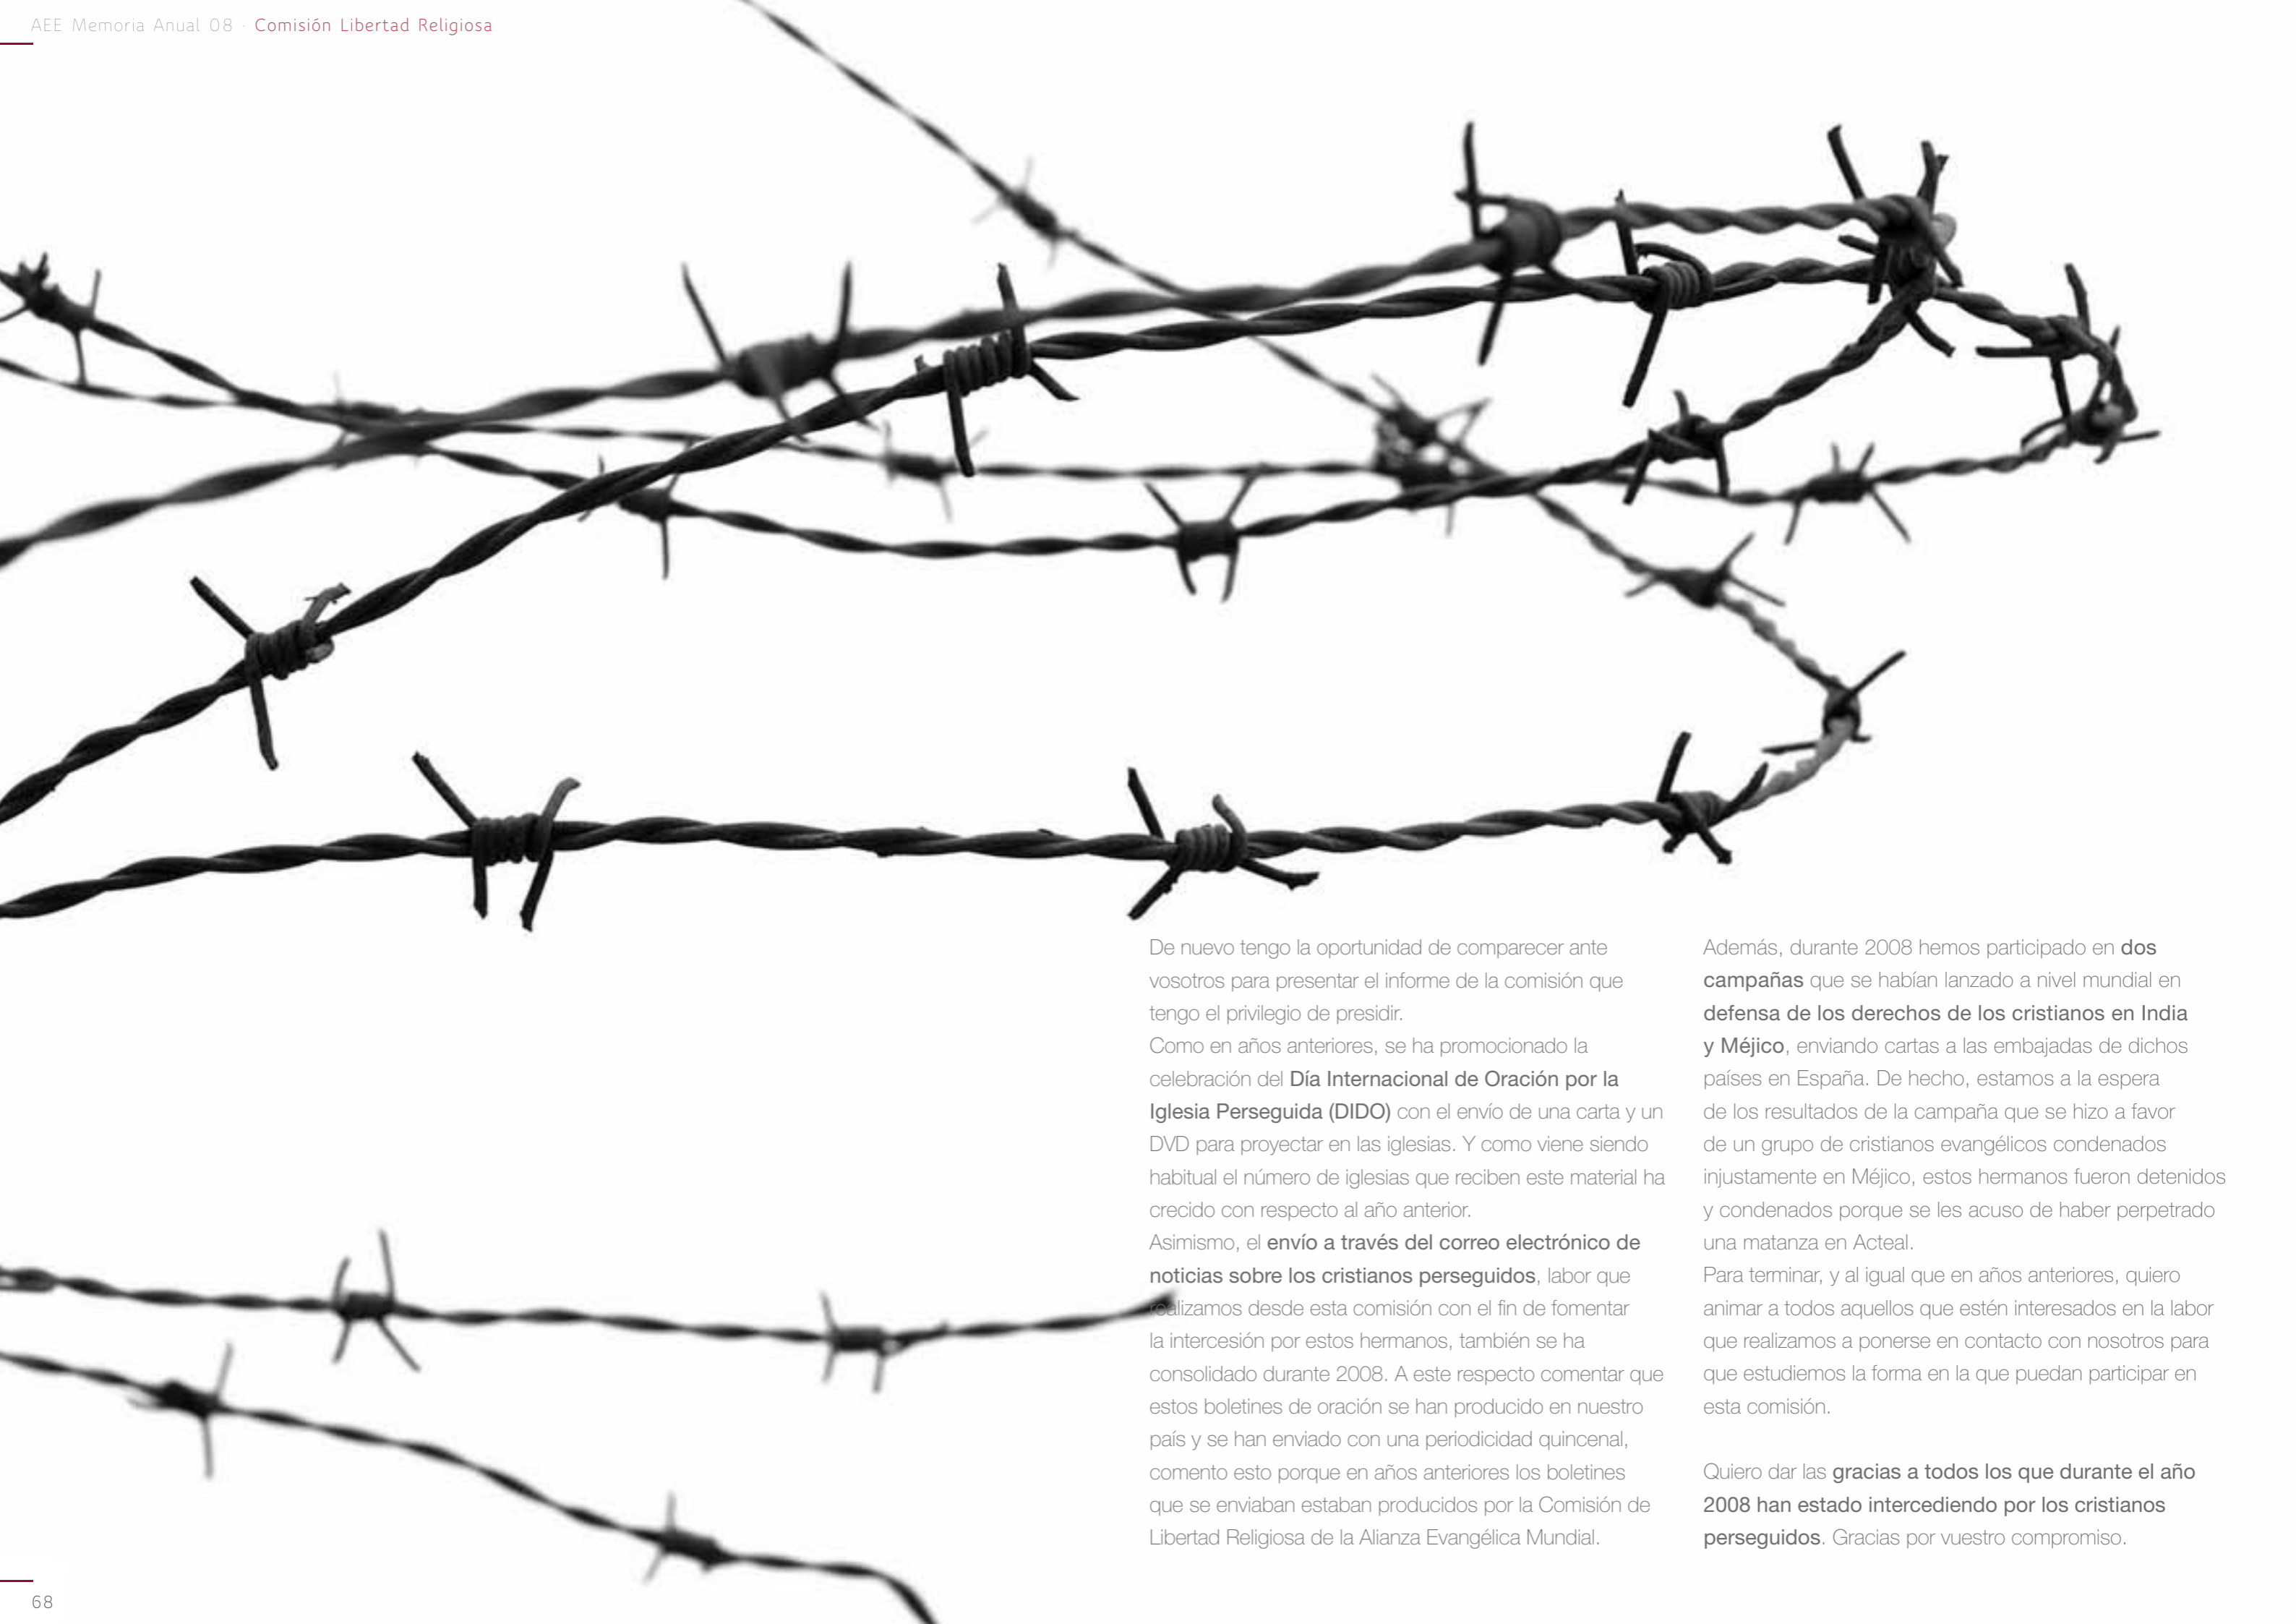 AEE Memoria Anual 08 · Comisión Libertad Religiosa
De nuevo tengo la oportunidad de comparecer ante
vosotros para presentar el informe de la comisión que
tengo el privilegio de presidir.
Como en años anteriores, se ha promocionado la
celebración del Día Internacional de Oración por la
Iglesia Perseguida (DIDO) con el envío de una carta y un
DVD para proyectar en las iglesias. Y como viene siendo
habitual el número de iglesias que reciben este material ha
crecido con respecto al año anterior.
Asimismo, el envío a través del correo electrónico de
noticias sobre los cristianos perseguidos, labor que
realizamos desde esta comisión con el fin de fomentar
la intercesión por estos hermanos, también se ha
consolidado durante 2008. A este respecto comentar que
estos boletines de oración se han producido en nuestro
país y se han enviado con una periodicidad quincenal,
comento esto porque en años anteriores los boletines
que se enviaban estaban producidos por la Comisión de
Libertad Religiosa de la Alianza Evangélica Mundial.
Además, durante 2008 hemos participado en dos
campañas que se habían lanzado a nivel mundial en
defensa de los derechos de los cristianos en India
y Méjico, enviando cartas a las embajadas de dichos
países en España. De hecho, estamos a la espera
de los resultados de la campaña que se hizo a favor
de un grupo de cristianos evangélicos condenados
injustamente en Méjico, estos hermanos fueron detenidos
y condenados porque se les acuso de haber perpetrado
una matanza en Acteal.
Para terminar, y al igual que en años anteriores, quiero
animar a todos aquellos que estén interesados en la labor
que realizamos a ponerse en contacto con nosotros para
que estudiemos la forma en la que puedan participar en
esta comisión.
Quiero dar las gracias a todos los que durante el año
2008 han estado intercediendo por los cristianos
perseguidos. Gracias por vuestro compromiso.
68